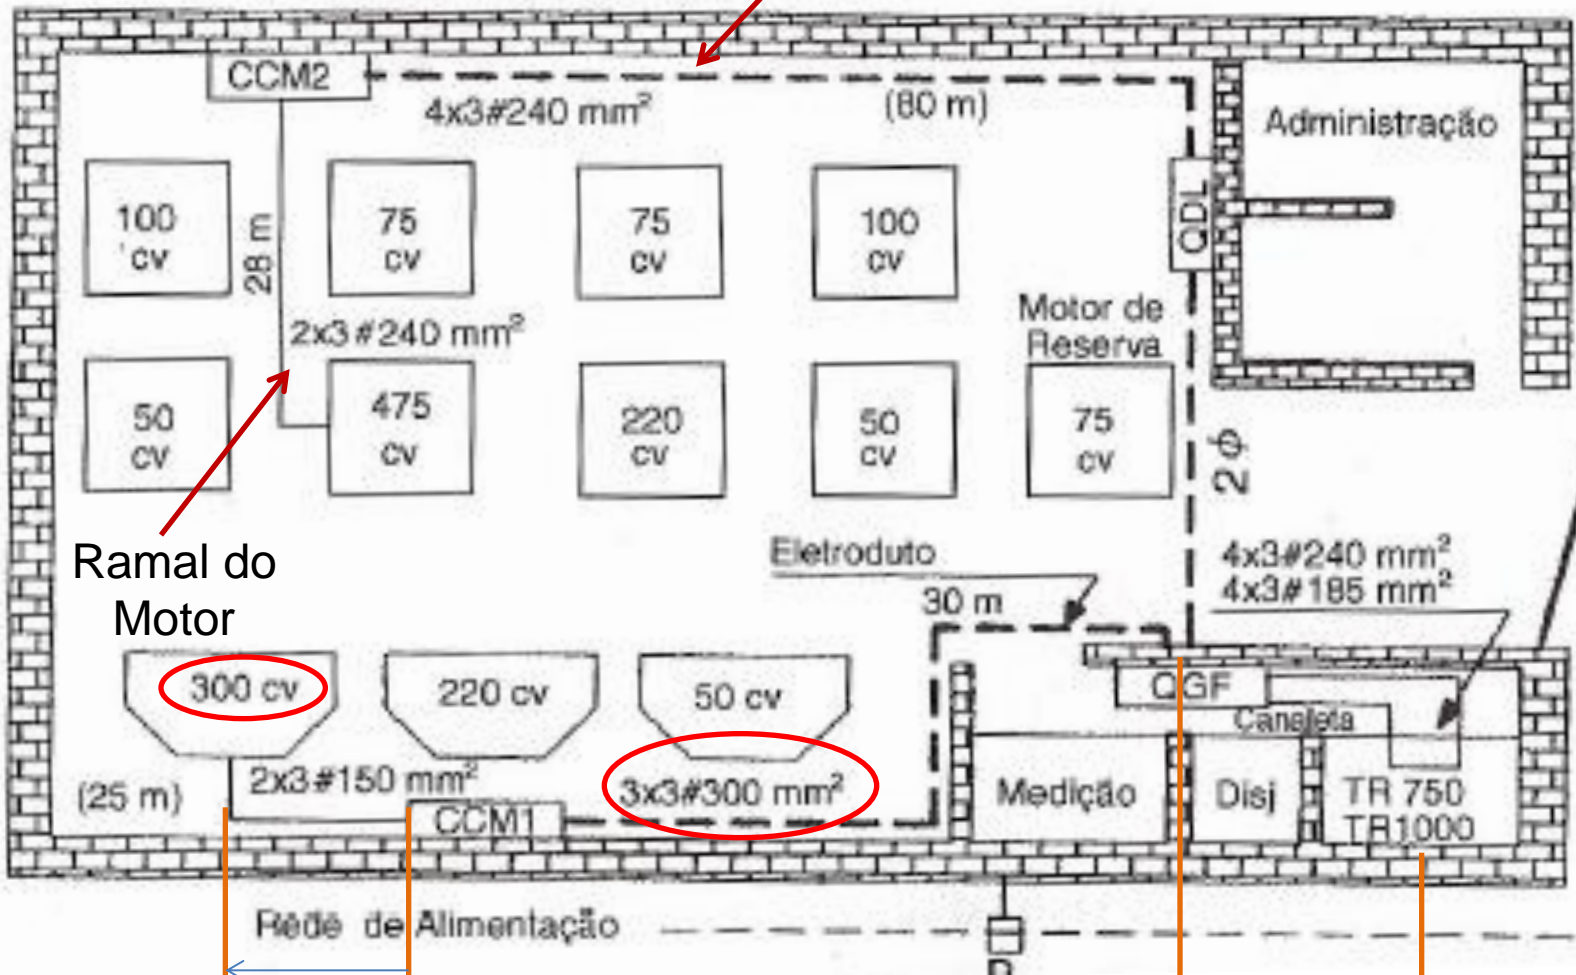 CCM2
4x3#240 mm²
(80 m)
Administração
100
cv
28 m
75
cv
75
cv
100
cv
QDL
Motor de
Reserva
2x3#240 mm²
50
cv
475
cv
220
cv
50
cv
75
cv
2ϕ
Ramal do
Motor
Eletroduto
30 m
4x3#240 mm²
4x3#185 mm²
300 cv
220 cv
50 cv
QGF
Canaleta
(25 m)
2x3#150 mm²
3x3#300 mm²
CCM1
Medição
Disj
TR 750
TR1000
Rede de Alimentação